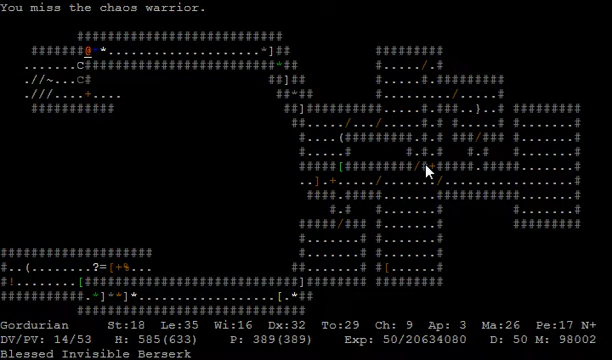 You miss the chaos warrior.
Gordurian St:18 Le:35 Wi:16 Dx:32 To:29 Ch: 9 Ap: 3 Ma:26 Pe:17 N+
DV/PV: 14/53 H: 585(633) P: 389(389) Exp: 50/20634080 D: 50 M: 98002
Blessed Invisible Berserk